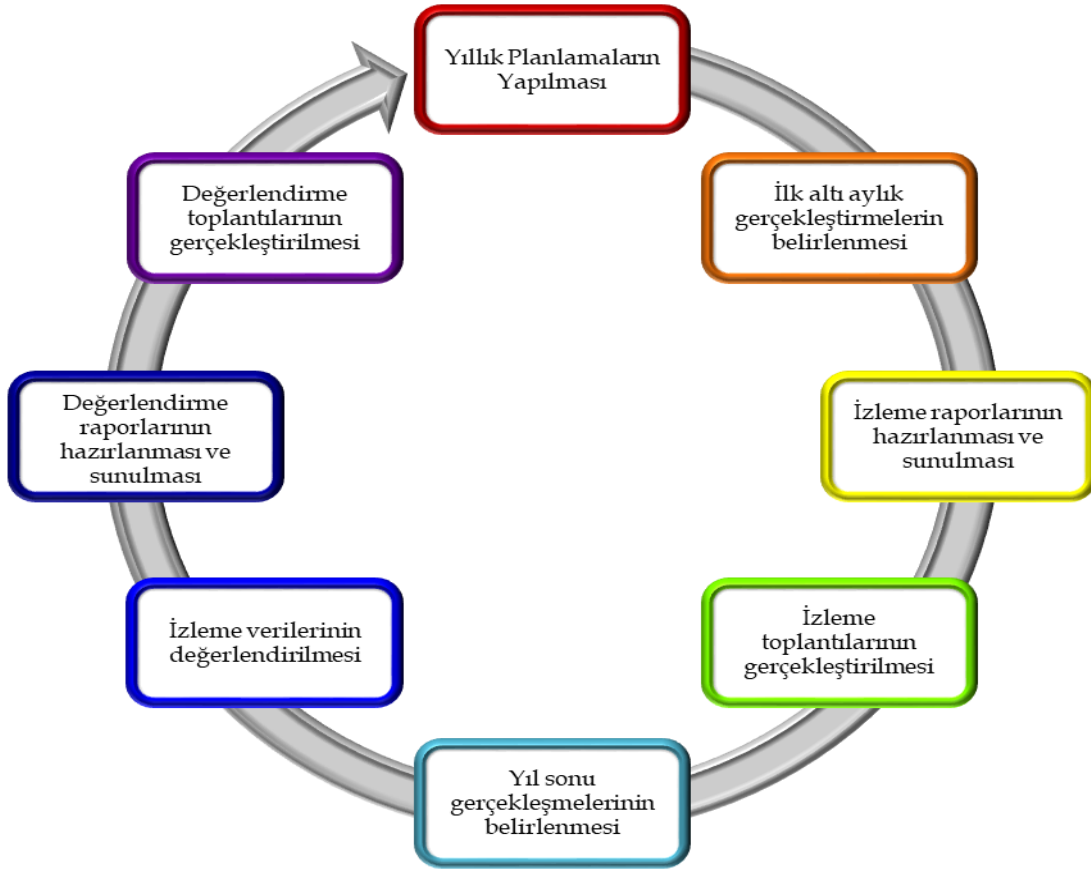 Yıllık Planlamaların
Yapılması
İlk altı aylık
gerçekleştirmelerin
belirlenmesi
İzleme raporlarının
hazırlanması ve
sunulması
İzleme
toplantılarının
gerçekleştirilmesi
Yıl sonu
gerçekleşmelerinin
belirlenmesi
İzleme verilerinin
değerlendirilmesi
Değerlendirme
raporlarının
hazırlanması ve
sunulması
Değerlendirme
toplantılarının
gerçekleştirilmesi